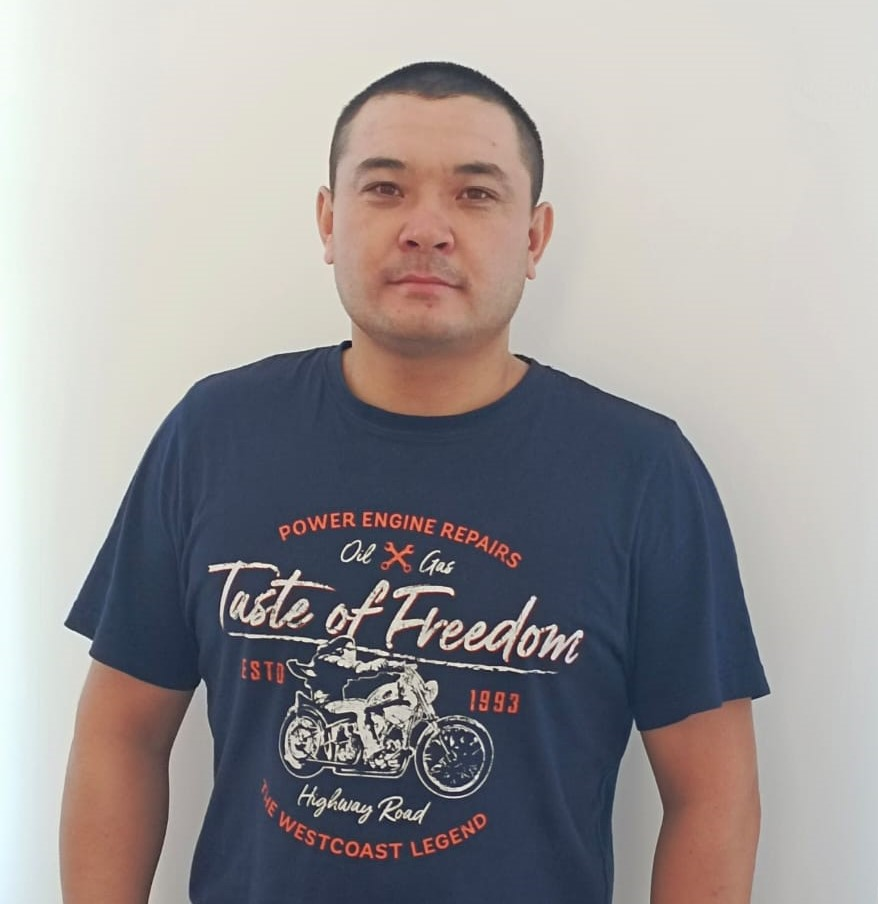 POWER ENGINE REPAIRS
Oil Gas
Taste of Freedom
ESTD 1993
Highway Road
THE WESTCOAST LEGEND